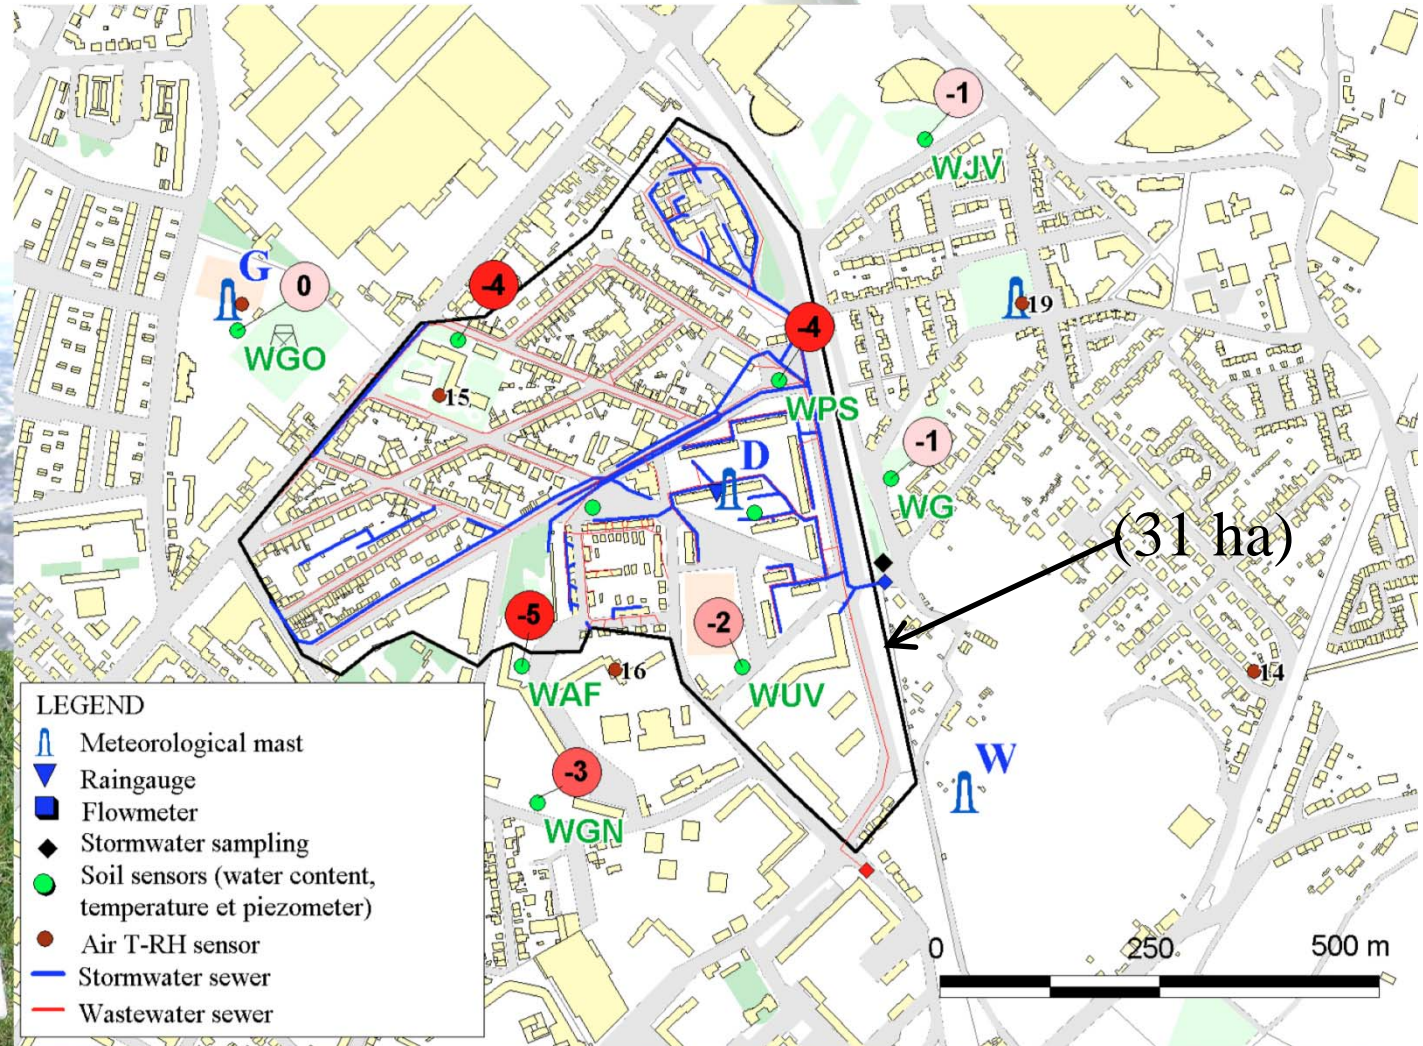 -1
WJV
G
0
WGO
-4
-4
19
15
WPS
D
-1
WG
(31 ha)
-5
-2
WAF
16
WUV
14
-3
WGN
W
LEGEND
Meteorological mast
Raingauge
Flowmeter
Stormwater sampling
Soil sensors (water content,
temperature et piezometer)
Air T-RH sensor
Stormwater sewer
Wastewater sewer
0 250 500 m